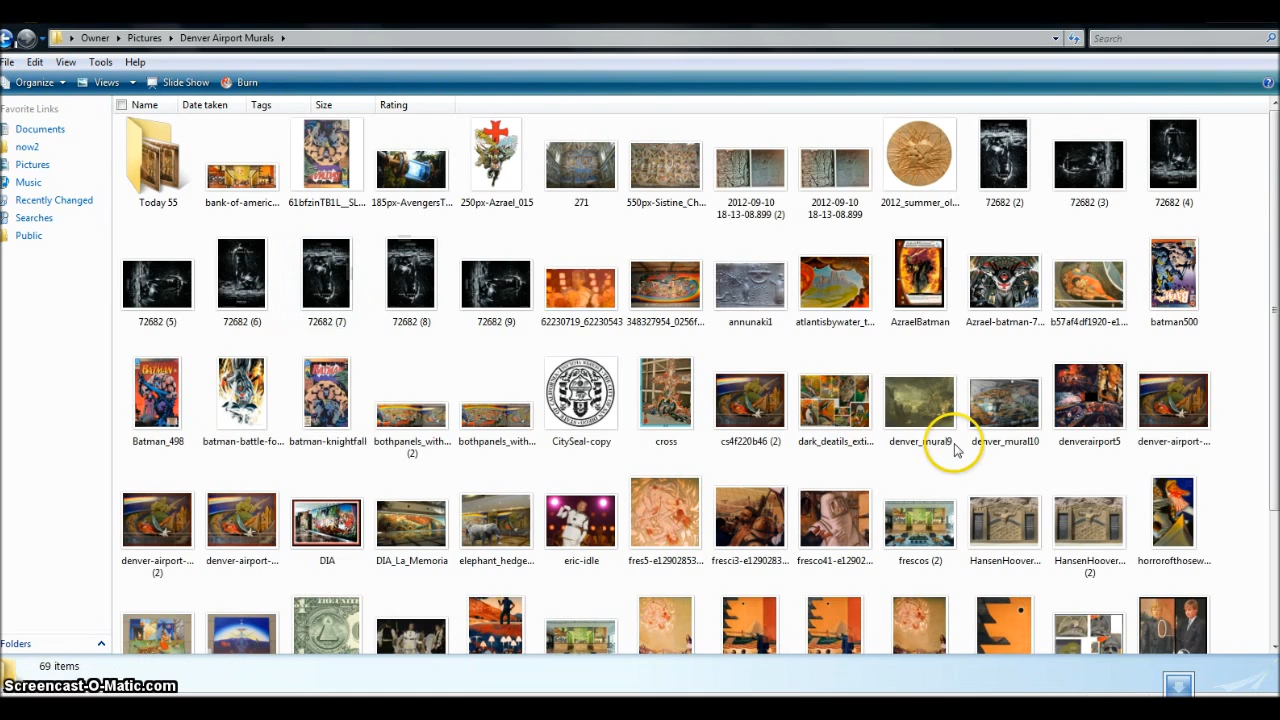 Owner Pictures Denver Airport Murals
Search
File Edit View Tools Help
Organize Views Slide Show Burn
Favorite Links
Documents
now2
Pictures
Music
Recently Changed
Searches
Public
Folders
Name Date taken Tags Size Rating
Today 55
bank-of-americ...
61bfzinTB1L__SL...
185px-AvengersT...
250px-Azrael_015
271
550px-Sistine_Ch...
2012-09-10 18-13-08.899 (2)
2012-09-10 18-13-08.899
2012_summer_ol...
72682 (2)
72682 (3)
72682 (4)
72682 (5)
72682 (6)
72682 (7)
72682 (8)
72682 (9)
62230719_62230543
348327954_0256f...
annunaki1
atlantisbywater_t...
AzraelBatman
Azrael-batman-7...
b57af4df1920-e1...
batman500
Batman_498
batman-battle-fo...
batman-knightfall
bothpanels_with... (2)
bothpanels_with...
CitySeal-copy
cross
cs4f220b46 (2)
dark_deatils_exti...
denver_mural9
denver_mural10
denverairport5
denver-airport-...
denver-airport-... (2)
denver-airport-...
DIA
DIA_La_Memoria
elephant_hedge...
eric-idle
fres5-e12902853...
fresci3-e1290283...
fresco41-e12902...
frescos (2)
HansenHoover...
HansenHoover... (2)
horrorofthosew...
69 items
Screencast-O-Matic.com